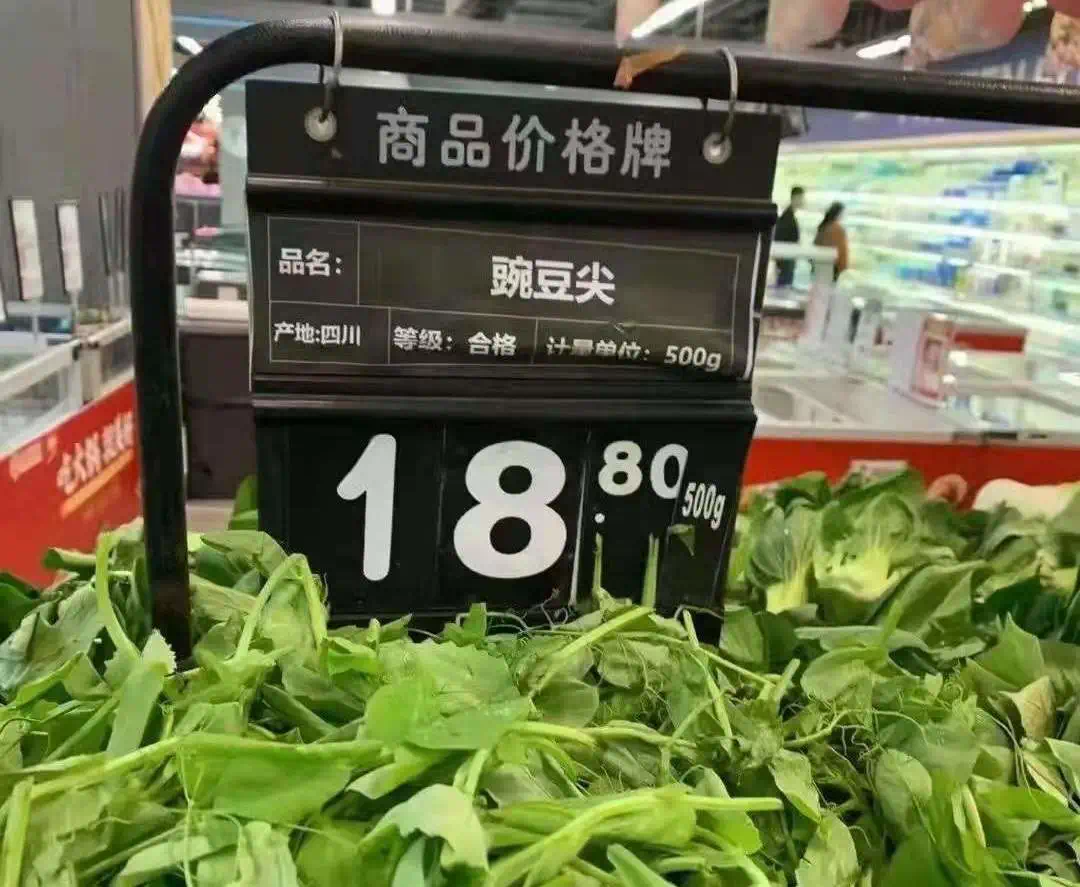 商品价格牌
品名： 豌豆尖
产地:四川 等级：合格 计量单位：500g
18.80 500g